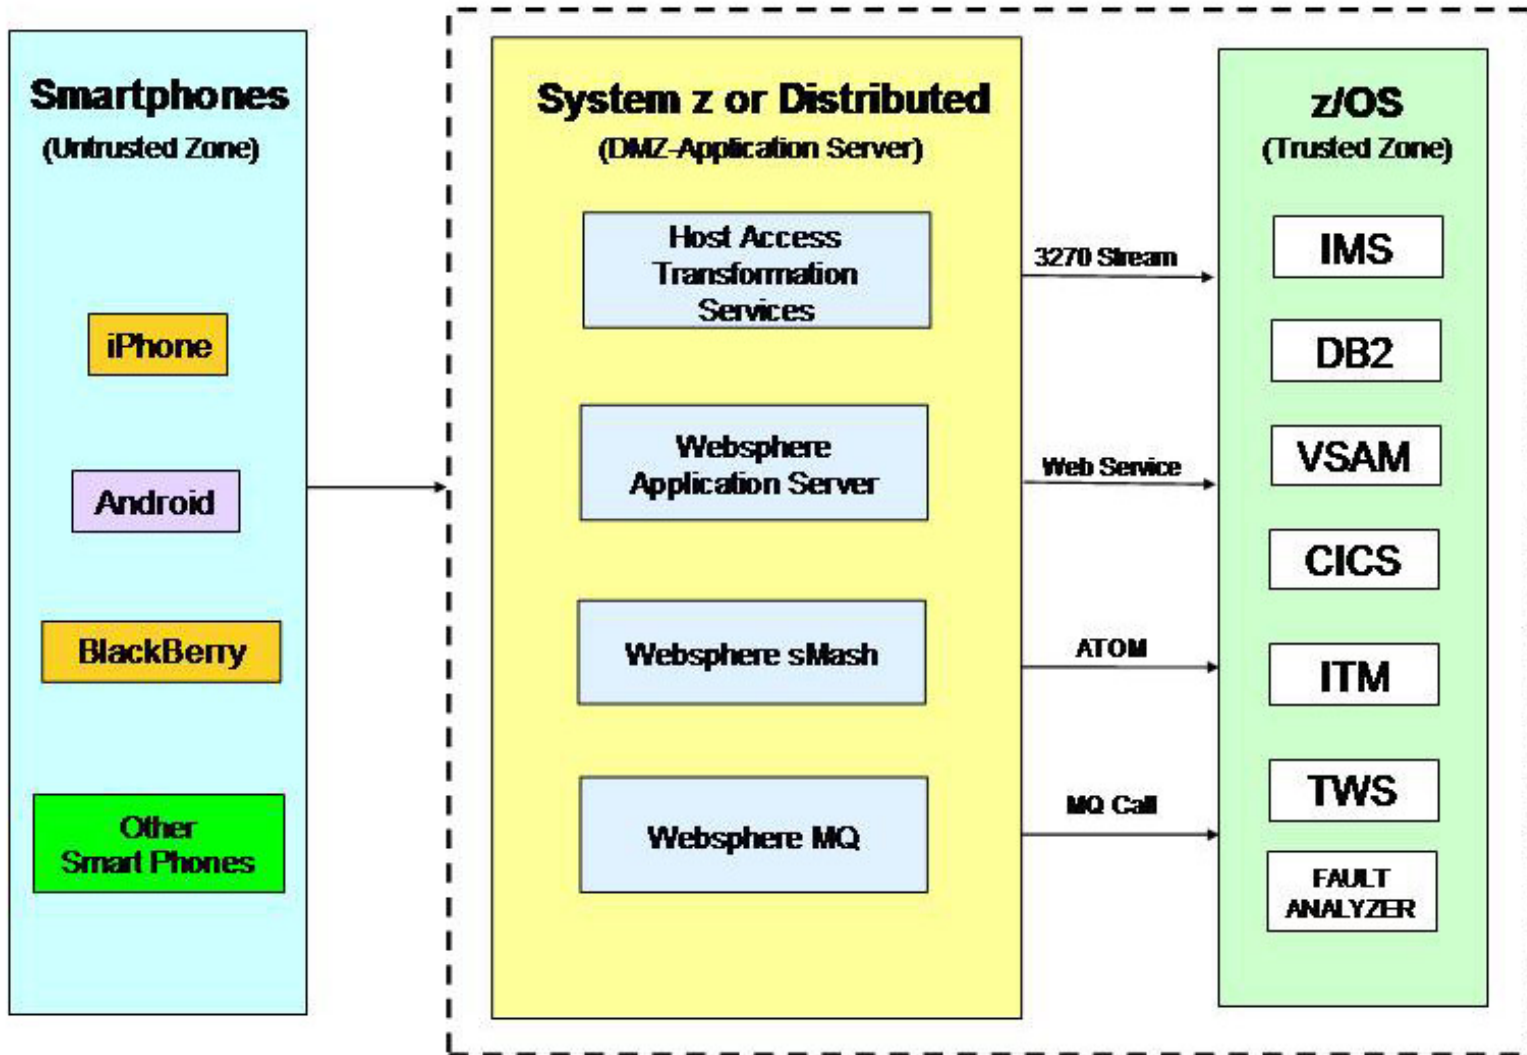 Smartphones
(Untrusted Zone)
iPhone
Android
BlackBerry
Other
Smart Phones
System z or Distributed
(DMZ-Application Server)
Host Access
Transformation
Services
Websphere
Application Server
Websphere sMash
Websphere MQ
3270 Stream
Web Service
ATOM
MQ Call
z/OS
(Trusted Zone)
IMS
DB2
VSAM
CICS
ITM
TWS
FAULT
ANALYZER